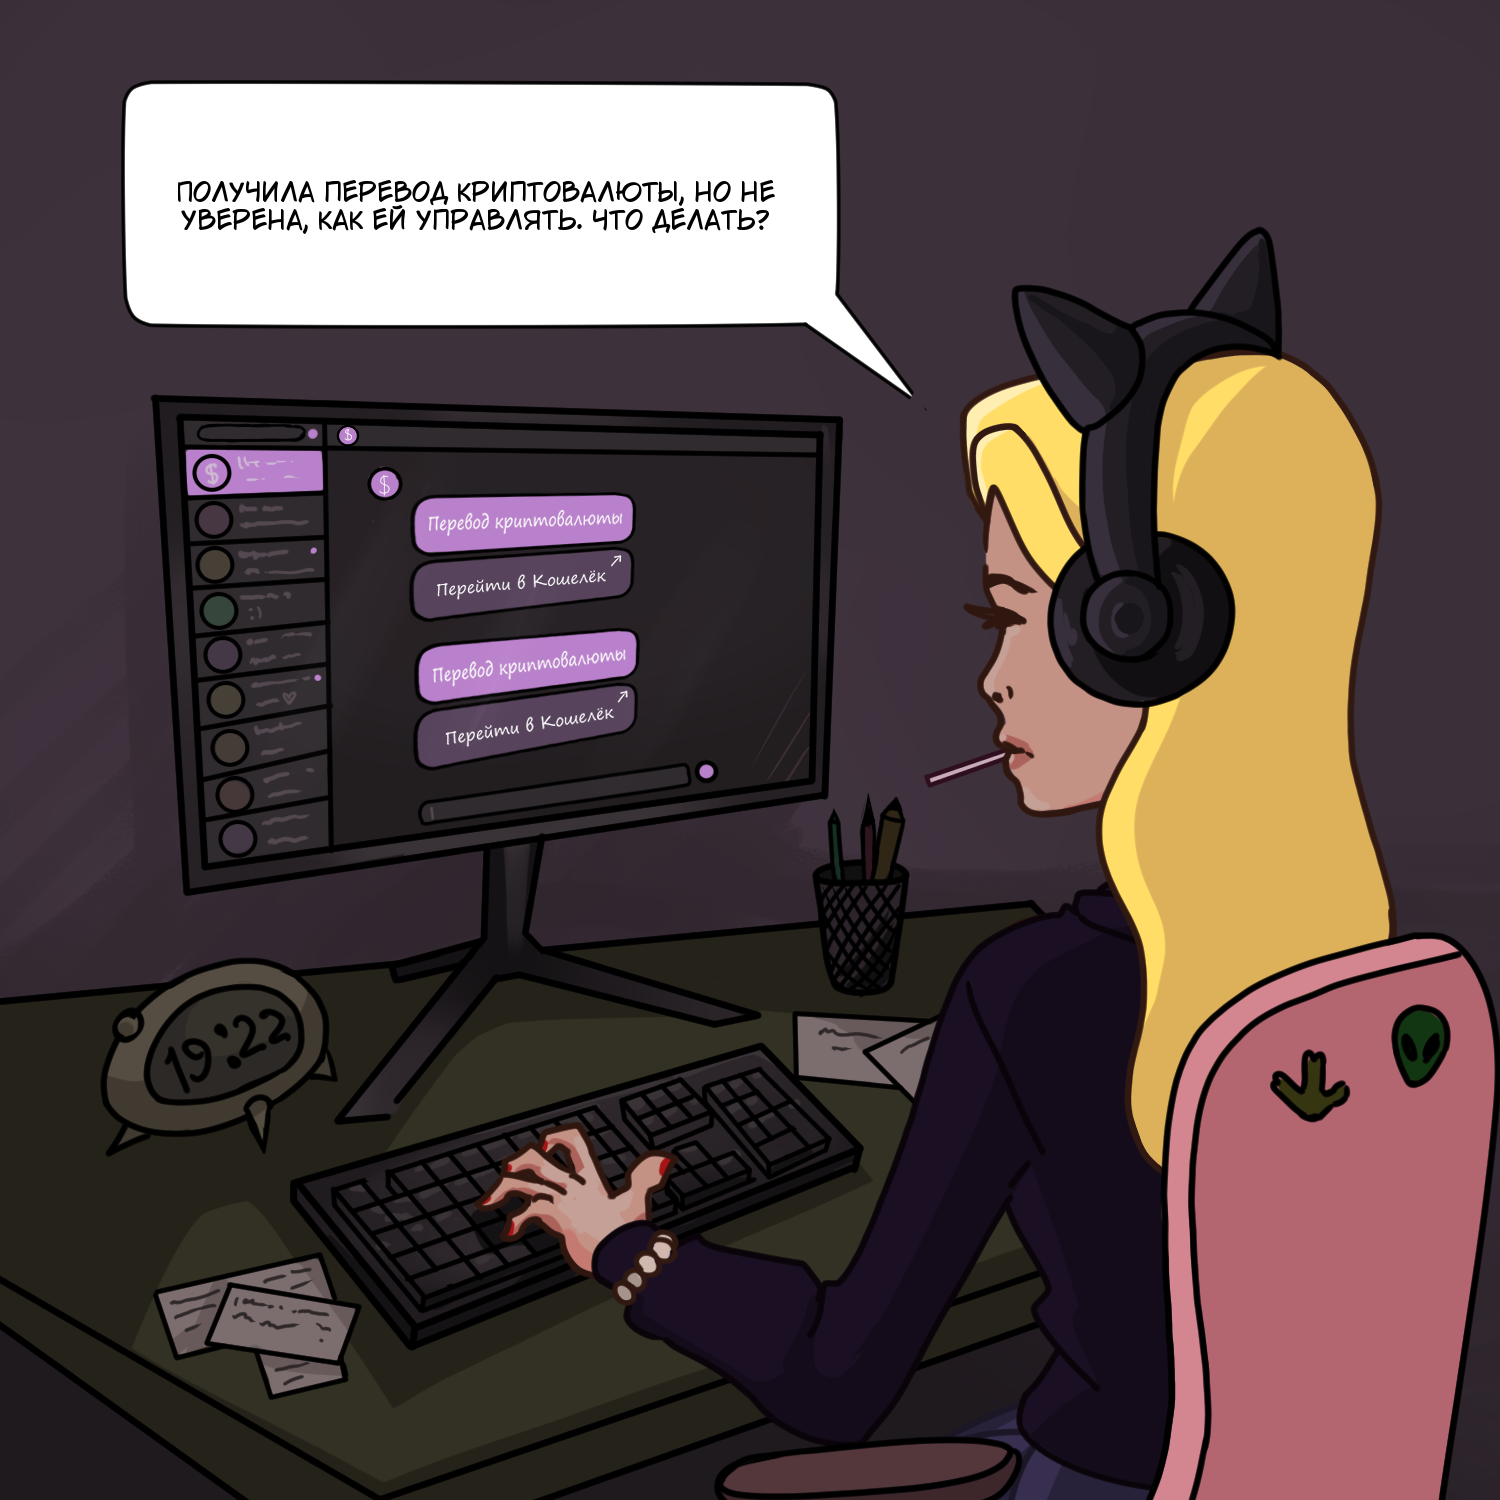 ПОЛУЧИЛА ПЕРЕВОД КРИПТОВАЛЮТЫ, НО НЕ
УВЕРЕНА, КАК ЕЙ УПРАВЛЯТЬ. ЧТО ДЕЛАТЬ?
$
$
$
Перевод криптовалюты
Перейти в Кошелёк
:)
Перевод криптовалюты
Перейти в Кошелёк
19:22